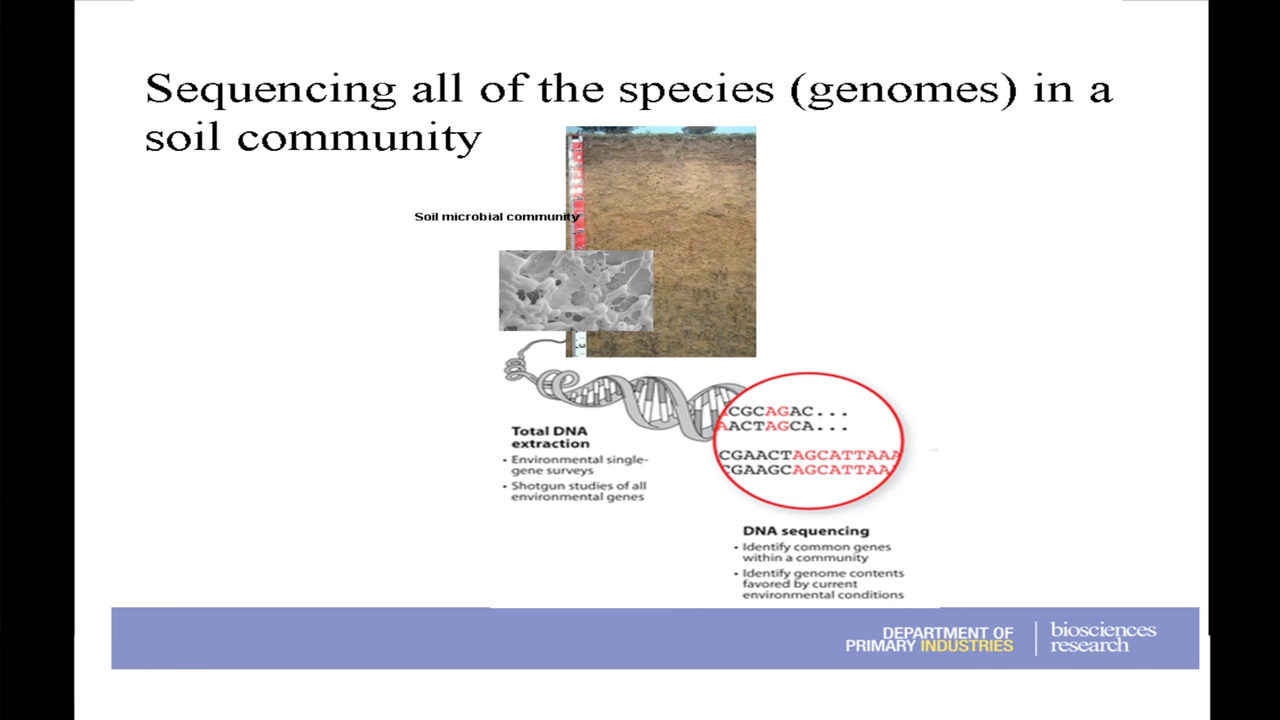 Sequencing all of the species (genomes) in a
soil community
Soil microbial community
CGCAGAC...
AACTAGCA...
CGAACTAGCATTAAA
CGAAGCAGCATTAA
Total DNA
extraction
• Environmental single-
gene surveys
• Shotgun studies of all
environmental genes
DNA sequencing
• Identify common genes
within a community
• Identify genome contents
favored by current
environmental conditions
DEPARTMENT OF
PRIMARY INDUSTRIES
biosciences
research